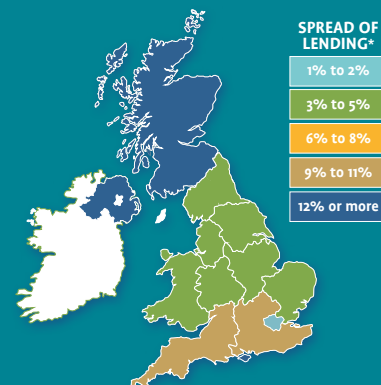 SPREAD OF
LENDING*
1% to 2%
3% to 5%
6% to 8%
9% to 11%
12% or more